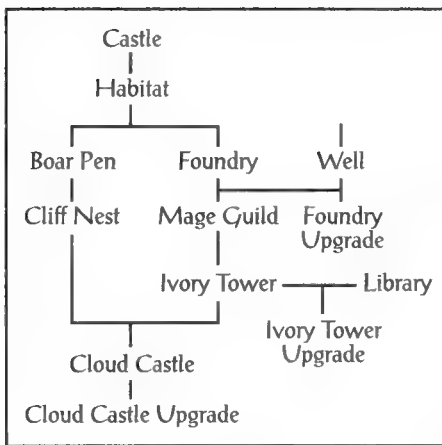 Castle
Habitat
Boar Pen Foundry Well
Cliff Nest Mage Guild Foundry
Upgrade
Ivory Tower Library
Ivory Tower
Upgrade
Cloud Castle
Cloud Castle Upgrade